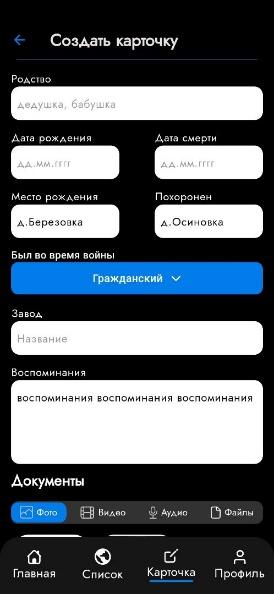 Создать карточку
Родство
дедушка, бабушка
Дата рождения Дата смерти
дд.мм.гггг дд.мм.гггг
Место рождения Похоронен
д.Березовка д.Осиновка
Был во время войны
Гражданский
Завод
Название
Воспоминания
воспоминания воспоминания воспоминания
Документы
Фото Видео Аудио Файлы
Главная Список Карточка Профиль